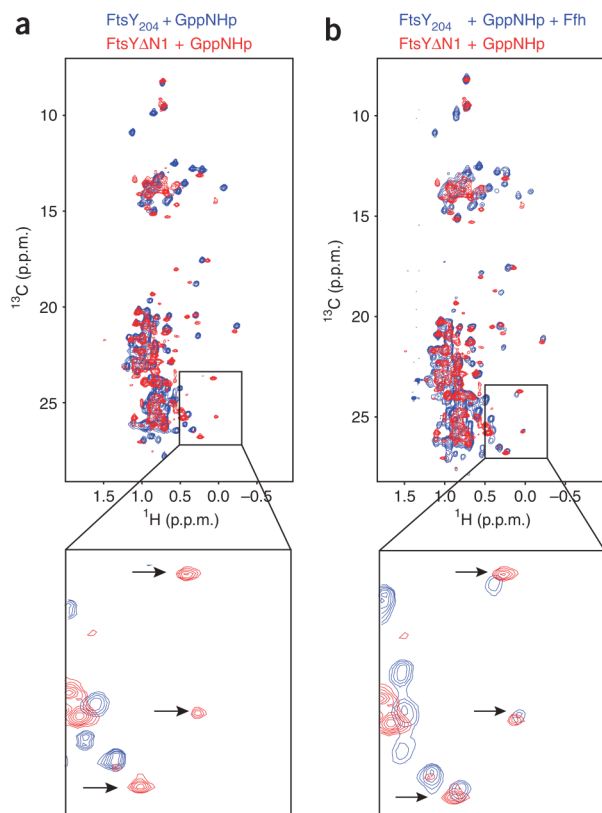 a
FtsY204 + GppNHp
FtsYΔN1 + GppNHp
10
15
20
25
13C (p.p.m.)
1.5 1.0 0.5 0.0 –0.5
1H (p.p.m.)
b
FtsY204 + GppNHp + Ffh
FtsYΔN1 + GppNHp
10
15
20
25
13C (p.p.m.)
1.5 1.0 0.5 0.0 –0.5
1H (p.p.m.)